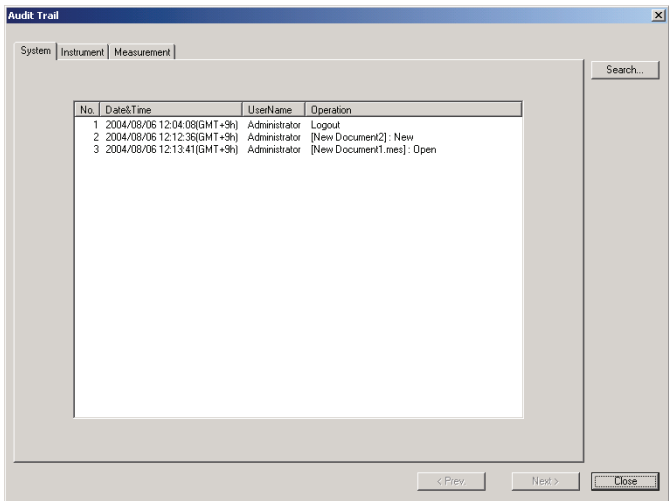 Audit Trail
System Instrument Measurement
Search...
No. Date&Time UserName Operation
1 2004/08/06 12:04:08(GMT+9h) Administrator Logout
2 2004/08/06 12:12:36(GMT+9h) Administrator [New Document2] : New
3 2004/08/06 12:13:41(GMT+9h) Administrator [New Document1.mes] : Open
< Prev. Next > Close